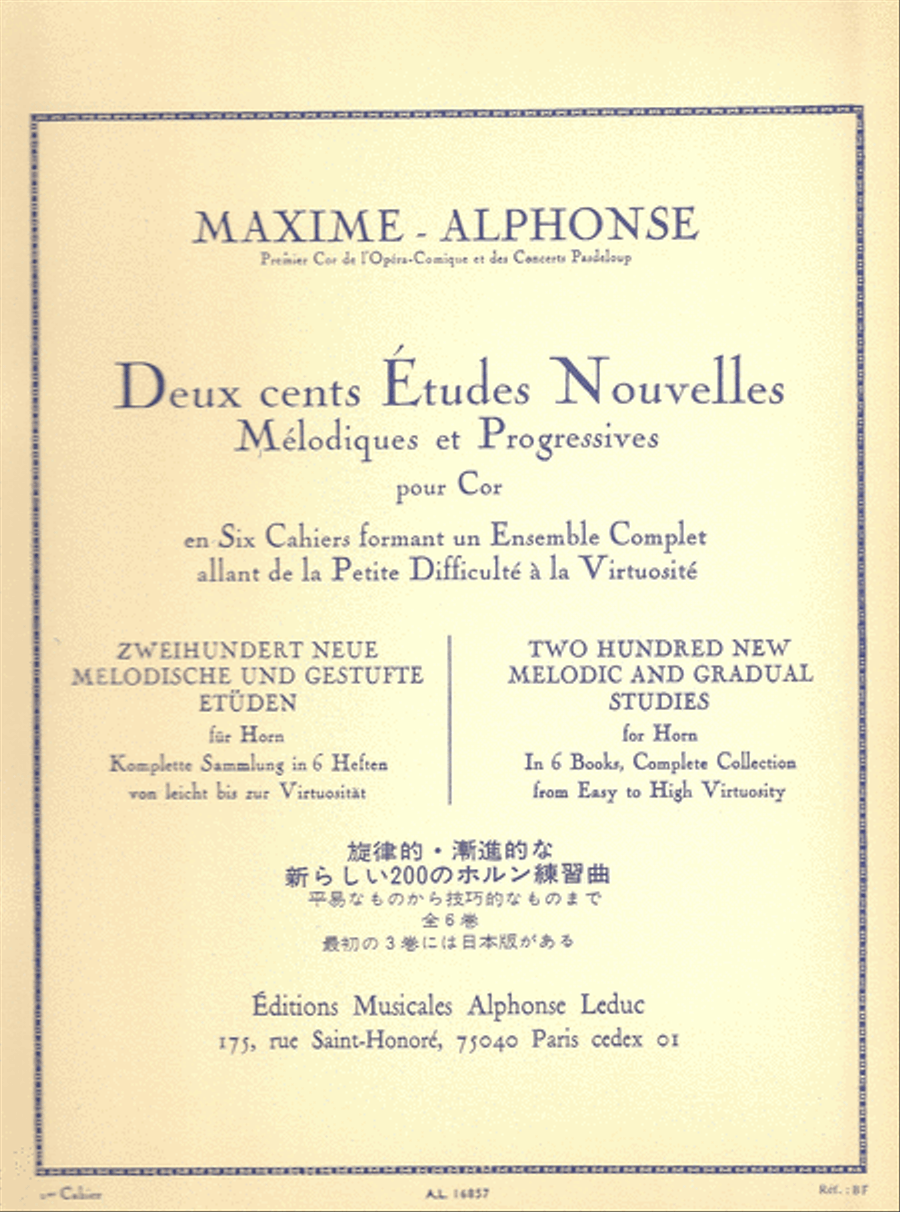 MAXIME - ALPHONSE
Premier Cor de l'Opéra-Comique et des Concerts Pasdeloup
Deux cents Études Nouvelles
Mélodiques et Progressives
pour Cor
en Six Cahiers formant un Ensemble Complet
allant de la Petite Difficulté à la Virtuosité
ZWEIHUNDERT NEUE
MELODISCHE UND GESTUFTE
ETÜDEN
für Horn
Komplette Sammlung in 6 Heften
von leicht bis zur Virtuosität
TWO HUNDRED NEW
MELODIC AND GRADUAL
STUDIES
for Horn
In 6 Books, Complete Collection
from Easy to High Virtuosity
旋律的・漸進的な
新らしい200のホルン練習曲
平易なものから技巧的なものまで
全6巻
最初の3巻には日本版がある
Éditions Musicales Alphonse Leduc
175, rue Saint-Honoré, 75040 Paris cedex 01
Cahier
A.L. 16857
Réf. : BF